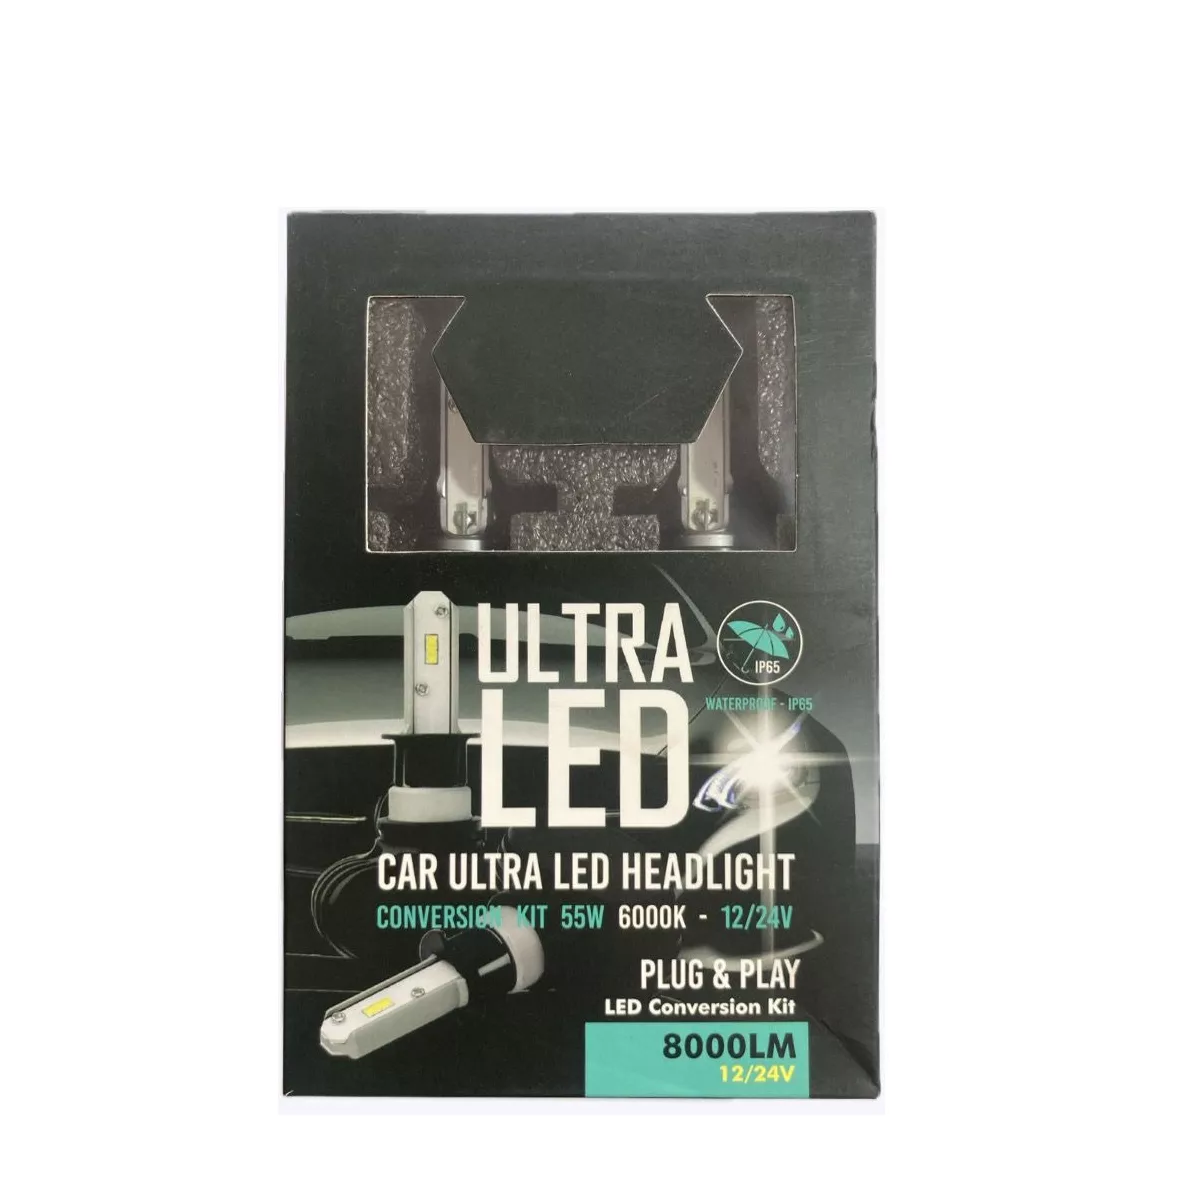 ULTRA
LED
IP65
WATERPROOF - IP65
CAR ULTRA LED HEADLIGHT
CONVERSION KIT 55W 6000K - 12/24V
PLUG & PLAY
LED Conversion Kit
8000LM
12/24V